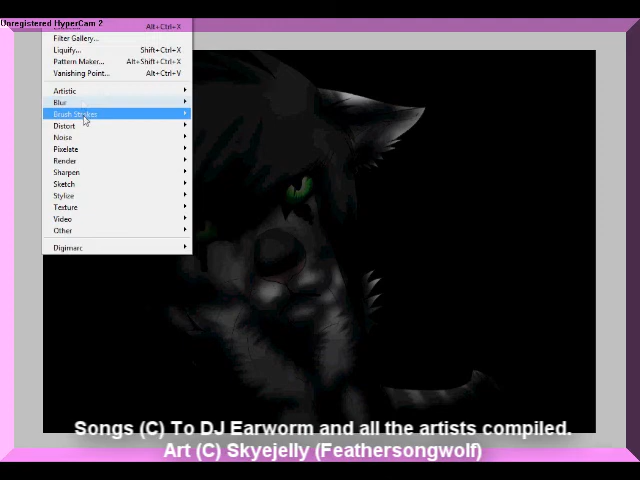 Unregistered HyperCam 2
Alt+Ctrl+X
Filter Gallery...
Liquify... Shift+Ctrl+X
Pattern Maker... Alt+Shift+Ctrl+X
Vanishing Point... Alt+Ctrl+V
Artistic
Blur
Brush Strokes
Distort
Noise
Pixelate
Render
Sharpen
Sketch
Stylize
Texture
Video
Other
Digimarc
Songs (C) To DJ Earworm and all the artists compiled.
Art (C) Skyejelly (Feathersongwolf)